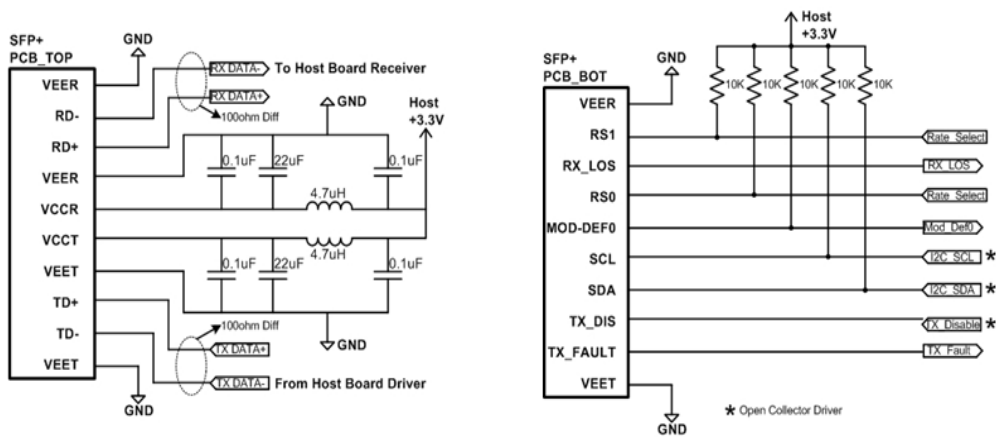 SFP+
PCB_TOP
GND
VEER
RX DATA-
To Host Board Receiver
RD-
RX DATA+
100ohm Diff
GND
Host
+3.3V
RD+
VEER
0.1uF
22uF
0.1uF
4.7uH
VCCR
VCCT
4.7uH
VEET
0.1uF
22uF
0.1uF
TD+
100ohm Diff
GND
TD-
TX DATA+
VEET
TX DATA-
From Host Board Driver
GND
Host
+3.3V
SFP+
PCB_BOT
GND
10K
10K
10K
10K
10K
VEER
RS1
Rate_Select
RX_LOS
RX_LOS
RS0
Rate_Select
MOD-DEF0
Mod_Def0
SCL
I2C_SCL *
SDA
I2C_SDA *
TX_DIS
TX_Disable *
TX_FAULT
TX_Fault
VEET
GND
* Open Collector Driver